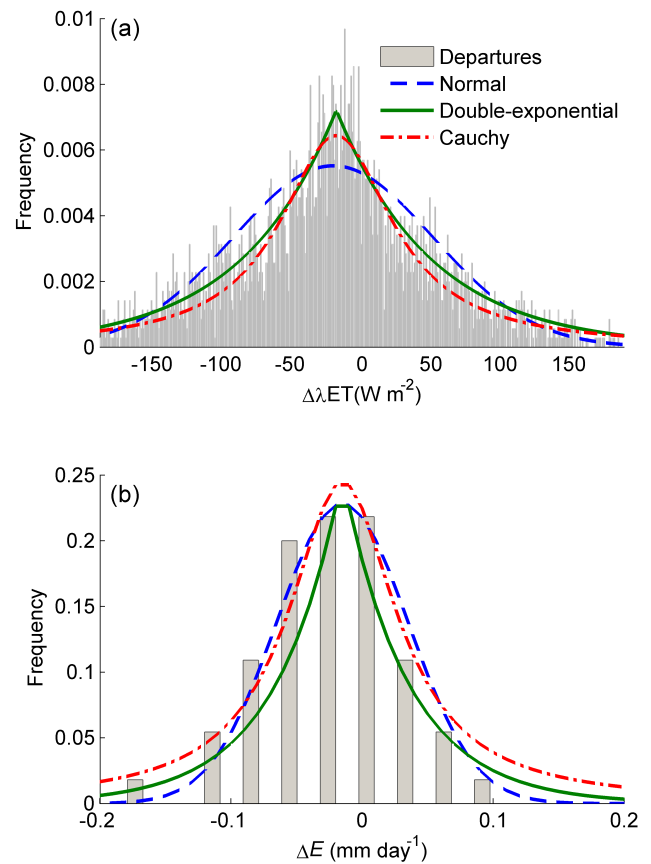 (a)
0.01
0.008
0.006
0.004
0.002
0
Frequency
Departures
Normal
Double-exponential
Cauchy
-150 -100 -50 0 50 100 150
ΔλET(W m⁻²)
(b)
0.25
0.2
0.15
0.1
0.05
0
Frequency
-0.2 -0.1 0 0.1 0.2
ΔE (mm day⁻¹)